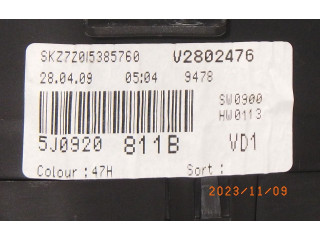 SKZ7Z0I5385760 V2802476
28.04.09 05:04 9478
SW0900
HW0113
5J0920 811B VD1
Colour : 47H Sort :
2023/11/09